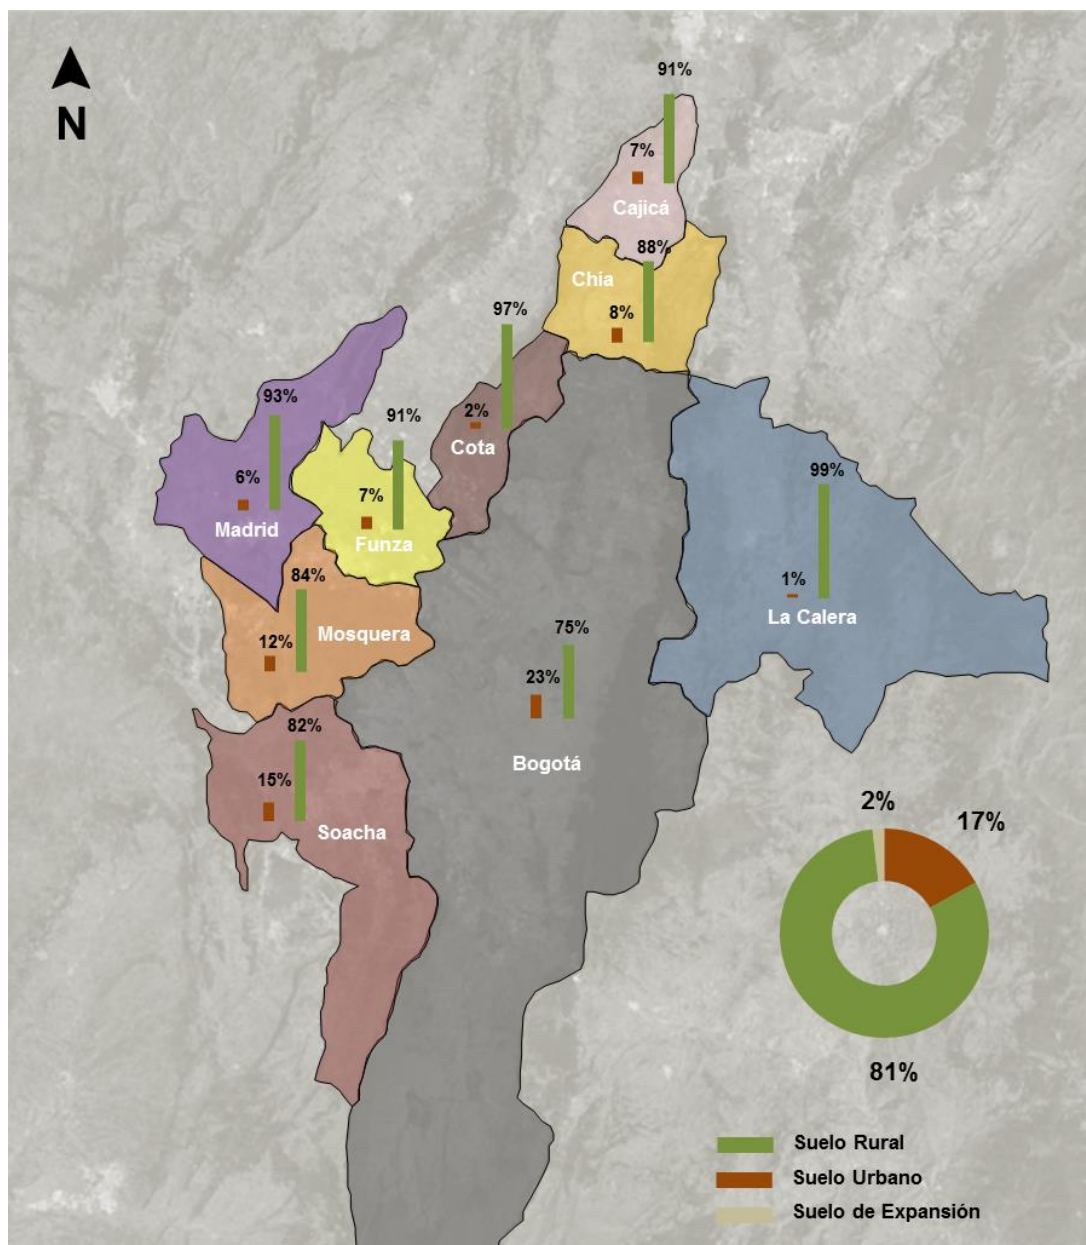 N
91%
7%
Cajicá
88%
Chía
8%
97%
2%
Cota
93%
6%
Madrid
91%
7%
Funza
99%
1%
La Calera
84%
12%
Mosquera
75%
23%
Bogotá
82%
15%
Soacha
2%
17%
81%
Suelo Rural
Suelo Urbano
Suelo de Expansión